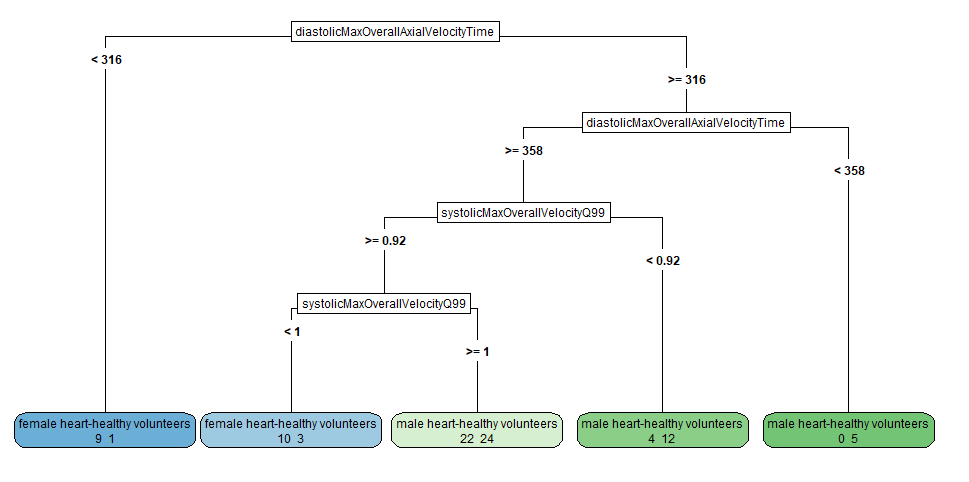 diastolicMaxOverallAxialVelocityTime
< 316
>= 316
diastolicMaxOverallAxialVelocityTime
>= 358
< 358
systolicMaxOverallVelocityQ99
>= 0.92
< 0.92
systolicMaxOverallVelocityQ99
< 1
>= 1
female heart-healthy volunteers
9 1
female heart-healthy volunteers
10 3
male heart-healthy volunteers
22 24
male heart-healthy volunteers
4 12
male heart-healthy volunteers
0 5